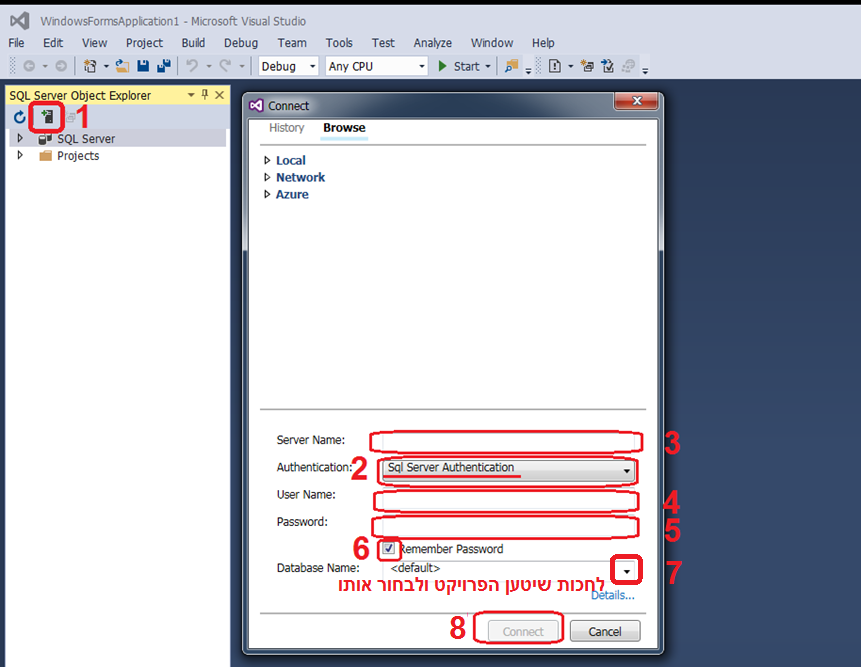 WindowsFormsApplication1 - Microsoft Visual Studio
File Edit View Project Build Debug Team Tools Test Analyze Window Help
Debug Any CPU Start
SQL Server Object Explorer
1
SQL Server
Projects
Connect
History Browse
Local
Network
Azure
Server Name: 3
Authentication: 2 Sql Server Authentication
User Name: 4
Password: 5
6 Remember Password
Database Name: <default> 7
לחכות שיטען הפרויקט ולבחור אותו
Details...
8 Connect Cancel